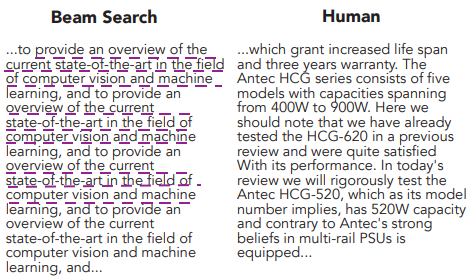 Beam Search
...to provide an overview of the
current state-of-the-art in the field
of computer vision and machine
learning, and to provide an
overview of the current
state-of-the-art in the field of
computer vision and machine
learning, and to provide an
overview of the current
state-of-the-art in the field of
computer vision and machine
learning, and to provide an
overview of the current
state-of-the-art in the field of
computer vision and machine
learning, and...
Human
...which grant increased life span
and three years warranty. The
Antec HCG series consists of five
models with capacities spanning
from 400W to 900W. Here we
should note that we have already
tested the HCG-620 in a previous
review and were quite satisfied
With its performance. In today's
review we will rigorously test the
Antec HCG-520, which as its model
number implies, has 520W capacity
and contrary to Antec's strong
beliefs in multi-rail PSUs is
equipped...